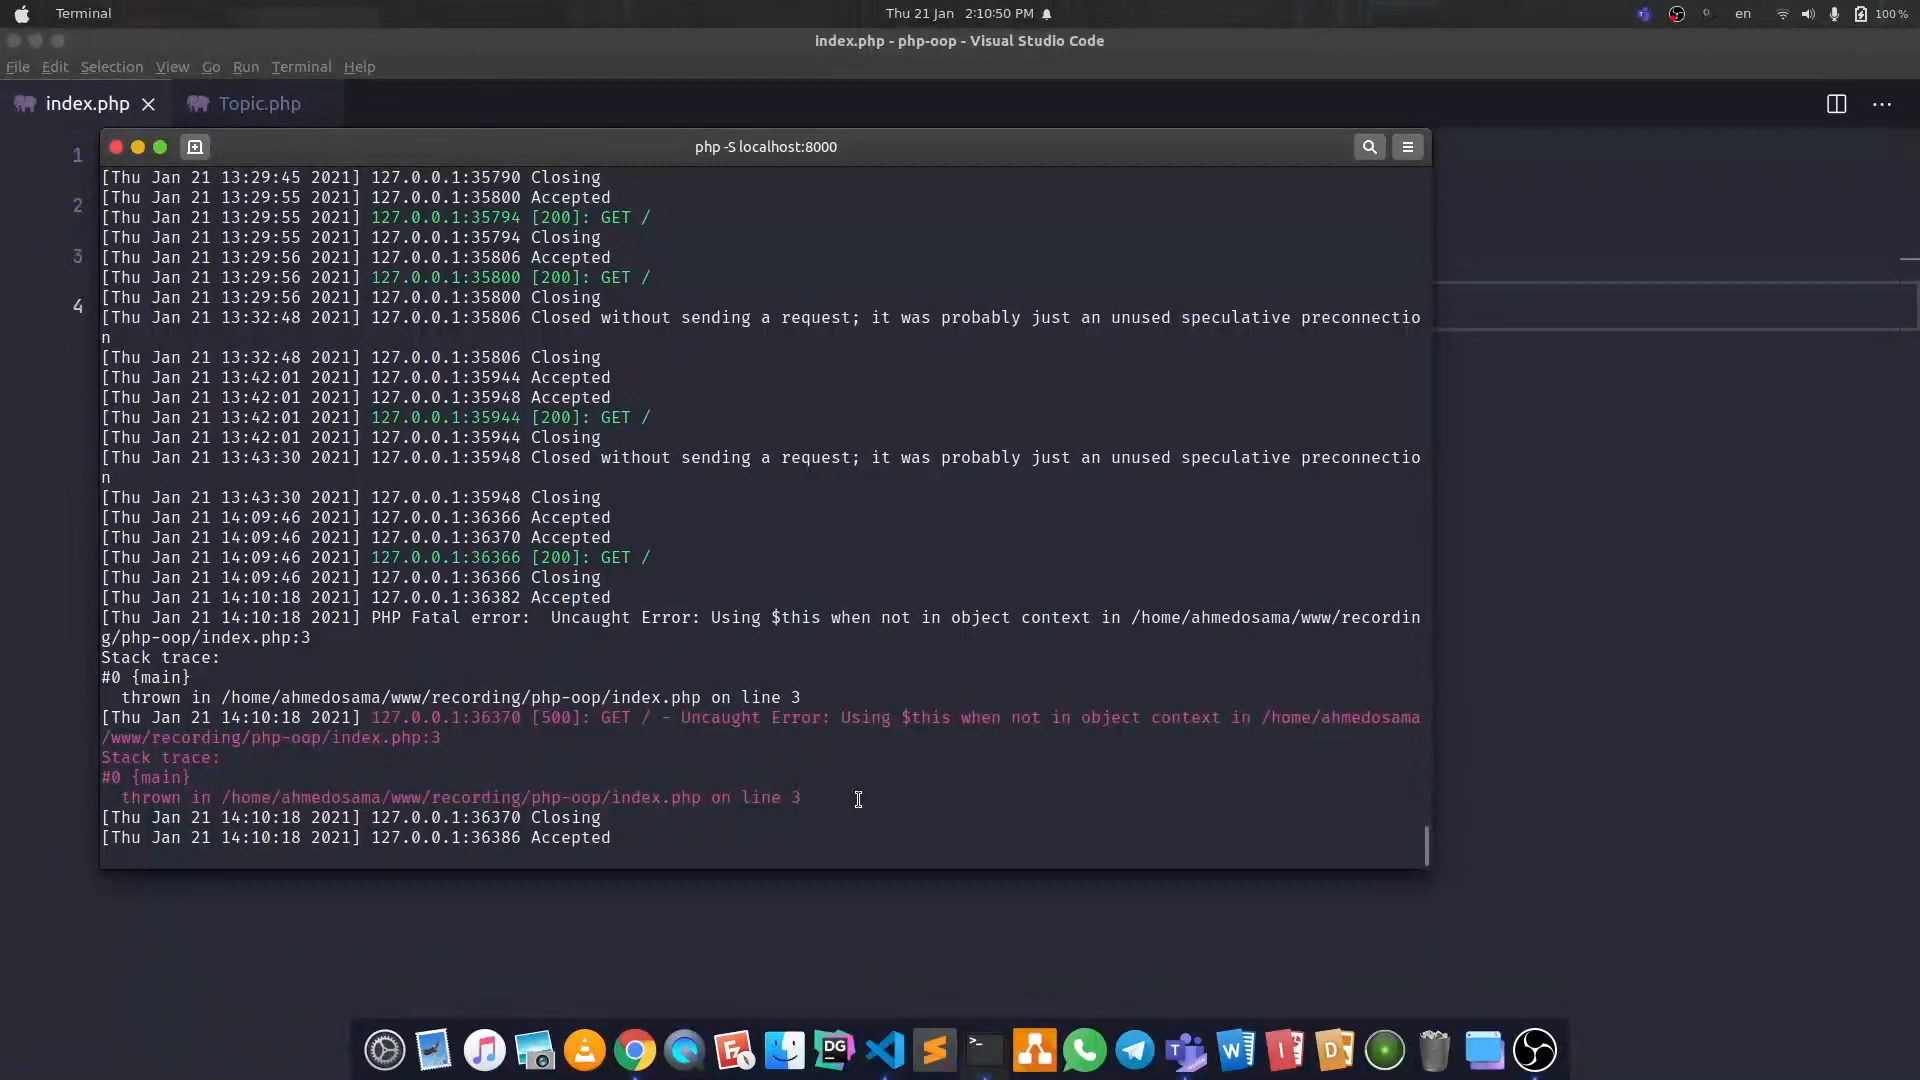 Terminal
Thu 21 Jan 2:10:50 PM
en
100 %
index.php - php-oop - Visual Studio Code
File Edit Selection View Go Run Terminal Help
index.php
Topic.php
1
2
3
4
php -S localhost:8000
[Thu Jan 21 13:29:45 2021] 127.0.0.1:35790 Closing
[Thu Jan 21 13:29:55 2021] 127.0.0.1:35800 Accepted
[Thu Jan 21 13:29:55 2021] 127.0.0.1:35794 [200]: GET /
[Thu Jan 21 13:29:55 2021] 127.0.0.1:35794 Closing
[Thu Jan 21 13:29:56 2021] 127.0.0.1:35806 Accepted
[Thu Jan 21 13:29:56 2021] 127.0.0.1:35800 [200]: GET /
[Thu Jan 21 13:29:56 2021] 127.0.0.1:35800 Closing
[Thu Jan 21 13:32:48 2021] 127.0.0.1:35806 Closed without sending a request; it was probably just an unused speculative preconnectio
n
[Thu Jan 21 13:32:48 2021] 127.0.0.1:35806 Closing
[Thu Jan 21 13:42:01 2021] 127.0.0.1:35944 Accepted
[Thu Jan 21 13:42:01 2021] 127.0.0.1:35948 Accepted
[Thu Jan 21 13:42:01 2021] 127.0.0.1:35944 [200]: GET /
[Thu Jan 21 13:42:01 2021] 127.0.0.1:35944 Closing
[Thu Jan 21 13:43:30 2021] 127.0.0.1:35948 Closed without sending a request; it was probably just an unused speculative preconnectio
n
[Thu Jan 21 13:43:30 2021] 127.0.0.1:35948 Closing
[Thu Jan 21 14:09:46 2021] 127.0.0.1:36366 Accepted
[Thu Jan 21 14:09:46 2021] 127.0.0.1:36370 Accepted
[Thu Jan 21 14:09:46 2021] 127.0.0.1:36366 [200]: GET /
[Thu Jan 21 14:09:46 2021] 127.0.0.1:36366 Closing
[Thu Jan 21 14:10:18 2021] 127.0.0.1:36382 Accepted
[Thu Jan 21 14:10:18 2021] PHP Fatal error:  Uncaught Error: Using $this when not in object context in /home/ahmedosama/www/recordin
g/php-oop/index.php:3
Stack trace:
#0 {main}
  thrown in /home/ahmedosama/www/recording/php-oop/index.php on line 3
[Thu Jan 21 14:10:18 2021] 127.0.0.1:36370 [500]: GET / - Uncaught Error: Using $this when not in object context in /home/ahmedosama
/www/recording/php-oop/index.php:3
Stack trace:
#0 {main}
  thrown in /home/ahmedosama/www/recording/php-oop/index.php on line 3
[Thu Jan 21 14:10:18 2021] 127.0.0.1:36370 Closing
[Thu Jan 21 14:10:18 2021] 127.0.0.1:36386 Accepted
DG
W
I
D